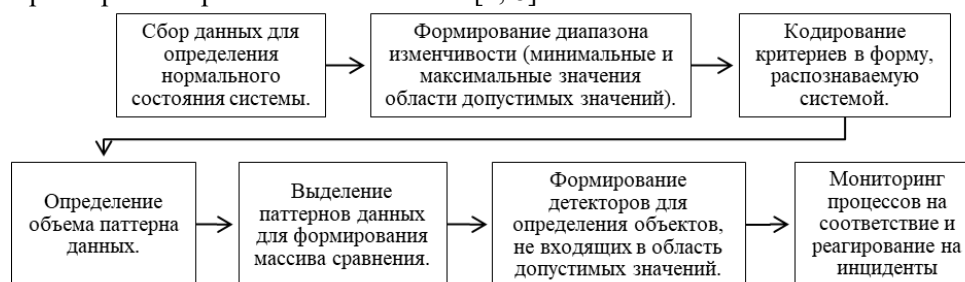 Сбор данных для
определения
нормального
состояния системы.
Формирование диапазона
изменчивости (минимальные и
максимальные значения
области допустимых значений).
Кодирование
критериев в форму,
распознаваемую
системой.
Определение
объема паттерна
данных.
Выделение
паттернов данных
для формирования
массива сравнения.
Формирование
детекторов для
определения объектов,
не входящих в область
допустимых значений.
Мониторинг
процессов на
соответствие и
реагирование на
инциденты